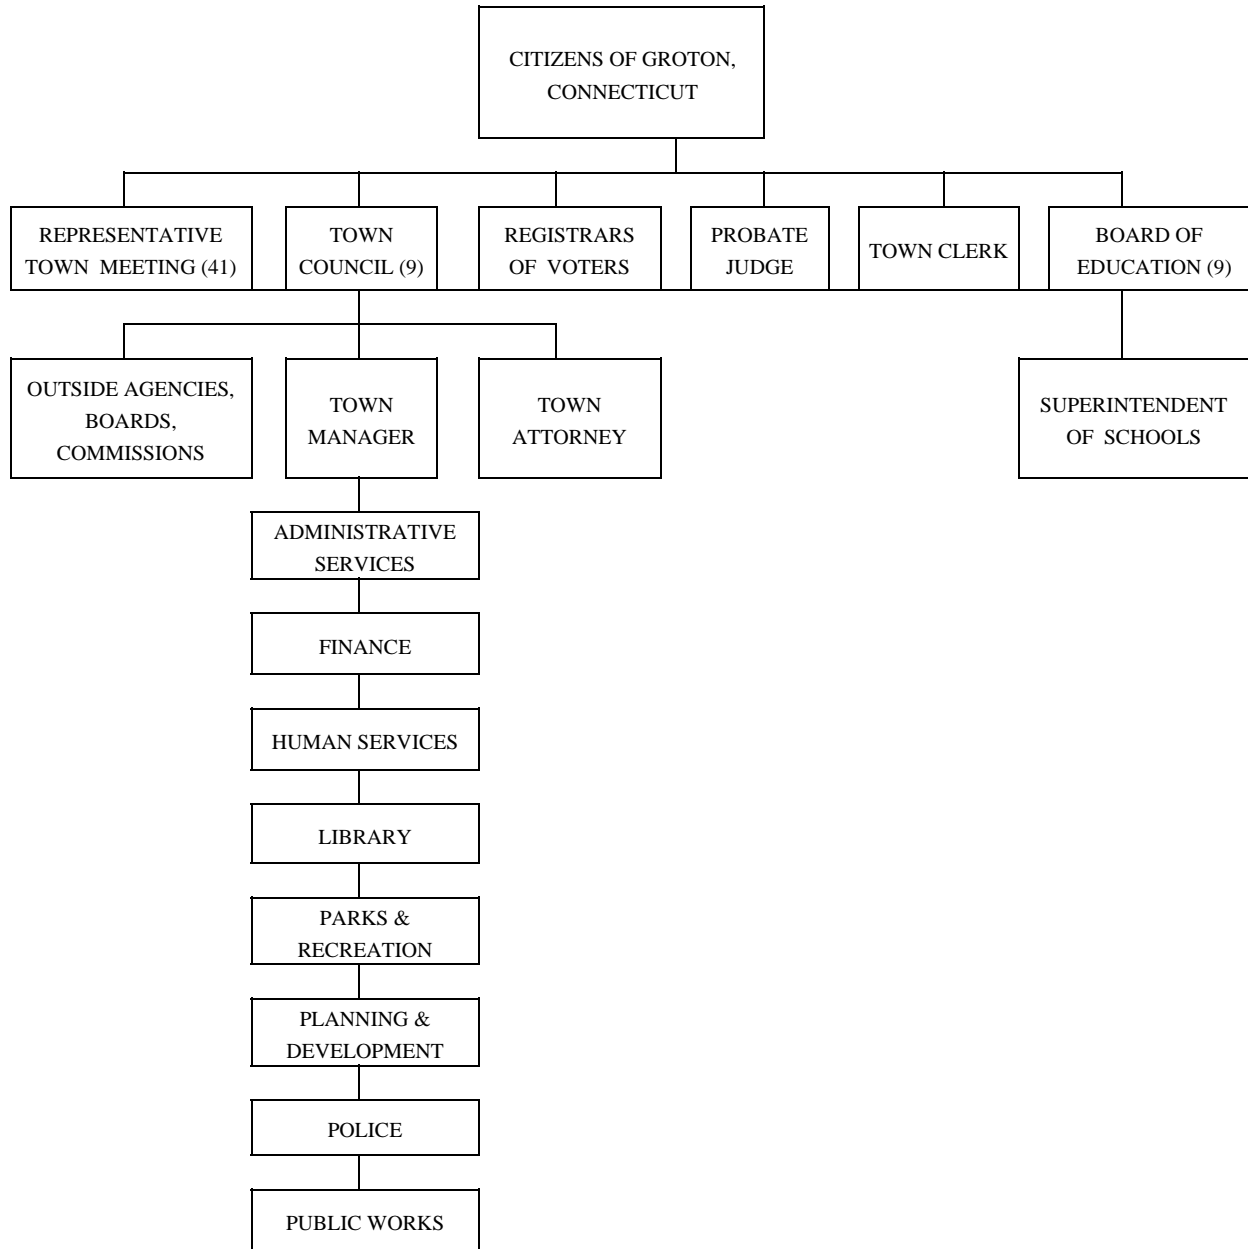 CITIZENS OF GROTON,
CONNECTICUT
REPRESENTATIVE
TOWN MEETING (41)
TOWN
COUNCIL (9)
REGISTRARS
OF VOTERS
PROBATE
JUDGE
TOWN CLERK
BOARD OF
EDUCATION (9)
OUTSIDE AGENCIES,
BOARDS,
COMMISSIONS
TOWN
MANAGER
TOWN
ATTORNEY
SUPERINTENDENT
OF SCHOOLS
ADMINISTRATIVE
SERVICES
FINANCE
HUMAN SERVICES
LIBRARY
PARKS &
RECREATION
PLANNING &
DEVELOPMENT
POLICE
PUBLIC WORKS